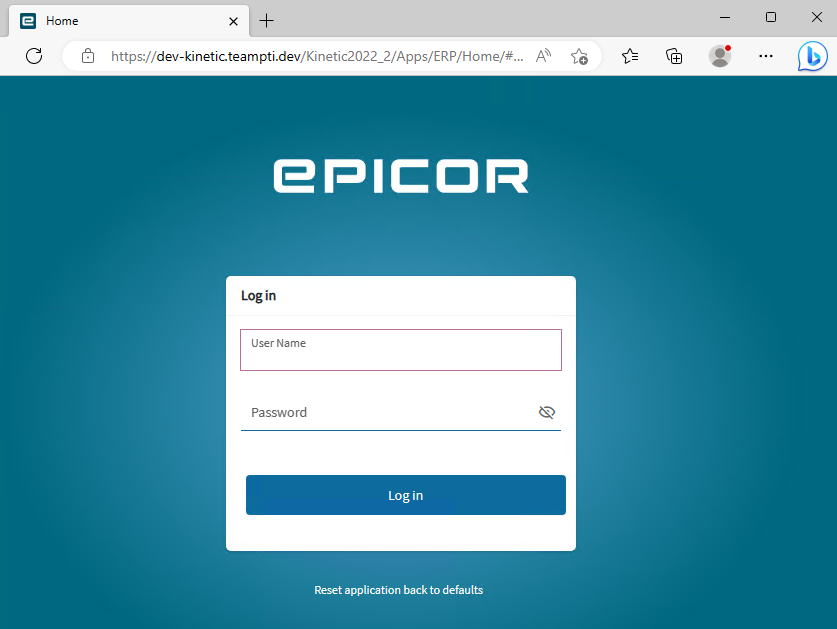 Home
https://dev-kinetic.teampti.dev/Kinetic2022_2/Apps/ERP/Home/#...
EPICOR
Log in
User Name
Password
Log in
Reset application back to defaults